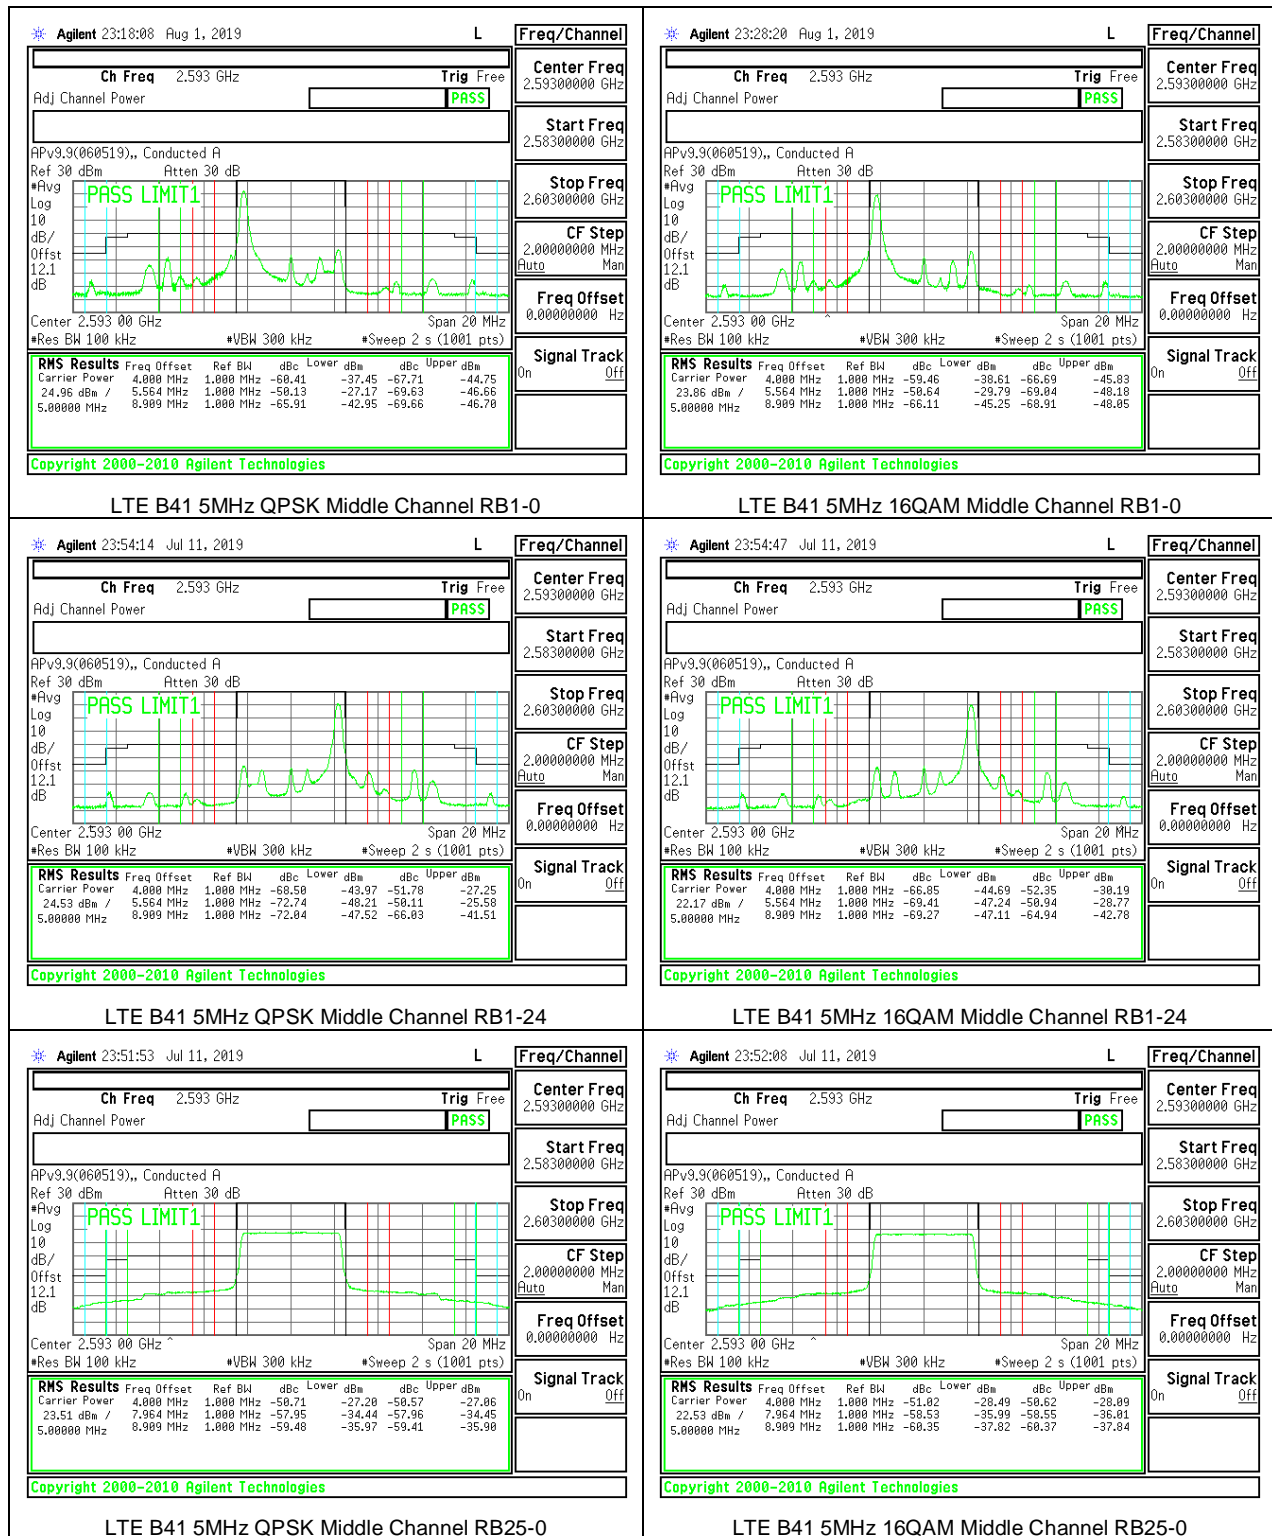 Agilent 23:18:08 Aug 1, 2019 L Freq/Channel
Ch Freq 2.593 GHz Trig Free
Adj Channel Power PASS
APv9.9(060519),, Conducted A
Ref 30 dBm Atten 30 dB
#Avg
Log
10
dB/
Offst
12.1
dB
PASS LIMIT1
Center 2.593 00 GHz Span 20 MHz
#Res BW 100 kHz #VBW 300 kHz #Sweep 2 s (1001 pts)
RMS Results Freq Offset Ref BW dBc Lower dBm dBc Upper dBm
Carrier Power 4.000 MHz 1.000 MHz -60.41 -37.45 -67.71 -44.75
24.96 dBm / 5.564 MHz 1.000 MHz -50.13 -27.17 -69.63 -46.66
5.00000 MHz 8.909 MHz 1.000 MHz -65.91 -42.95 -69.66 -46.70
Copyright 2000-2010 Agilent Technologies
Center Freq
2.59300000 GHz
Start Freq
2.58300000 GHz
Stop Freq
2.60300000 GHz
CF Step
2.00000000 MHz
Auto Man
Freq Offset
0.00000000 Hz
Signal Track
On Off
LTE B41 5MHz QPSK Middle Channel RB1-0
Agilent 23:28:20 Aug 1, 2019 L Freq/Channel
Ch Freq 2.593 GHz Trig Free
Adj Channel Power PASS
APv9.9(060519),, Conducted A
Ref 30 dBm Atten 30 dB
#Avg
Log
10
dB/
Offst
12.1
dB
PASS LIMIT1
Center 2.593 00 GHz Span 20 MHz
#Res BW 100 kHz #VBW 300 kHz #Sweep 2 s (1001 pts)
RMS Results Freq Offset Ref BW dBc Lower dBm dBc Upper dBm
Carrier Power 4.000 MHz 1.000 MHz -59.46 -38.61 -66.69 -45.83
23.86 dBm / 5.564 MHz 1.000 MHz -50.64 -29.79 -69.04 -48.18
5.00000 MHz 8.909 MHz 1.000 MHz -66.11 -45.25 -68.91 -48.05
Copyright 2000-2010 Agilent Technologies
Center Freq
2.59300000 GHz
Start Freq
2.58300000 GHz
Stop Freq
2.60300000 GHz
CF Step
2.00000000 MHz
Auto Man
Freq Offset
0.00000000 Hz
Signal Track
On Off
LTE B41 5MHz 16QAM Middle Channel RB1-0
Agilent 23:54:14 Jul 11, 2019 L Freq/Channel
Ch Freq 2.593 GHz Trig Free
Adj Channel Power PASS
APv9.9(060519),, Conducted A
Ref 30 dBm Atten 30 dB
#Avg
Log
10
dB/
Offst
12.1
dB
PASS LIMIT1
Center 2.593 00 GHz Span 20 MHz
#Res BW 100 kHz #VBW 300 kHz #Sweep 2 s (1001 pts)
RMS Results Freq Offset Ref BW dBc Lower dBm dBc Upper dBm
Carrier Power 4.000 MHz 1.000 MHz -68.50 -43.97 -51.78 -27.25
24.53 dBm / 5.564 MHz 1.000 MHz -72.74 -48.21 -50.11 -25.58
5.00000 MHz 8.909 MHz 1.000 MHz -72.04 -47.52 -66.03 -41.51
Copyright 2000-2010 Agilent Technologies
Center Freq
2.59300000 GHz
Start Freq
2.58300000 GHz
Stop Freq
2.60300000 GHz
CF Step
2.00000000 MHz
Auto Man
Freq Offset
0.00000000 Hz
Signal Track
On Off
LTE B41 5MHz QPSK Middle Channel RB1-24
Agilent 23:54:47 Jul 11, 2019 L Freq/Channel
Ch Freq 2.593 GHz Trig Free
Adj Channel Power PASS
APv9.9(060519),, Conducted A
Ref 30 dBm Atten 30 dB
#Avg
Log
10
dB/
Offst
12.1
dB
PASS LIMIT1
Center 2.593 00 GHz Span 20 MHz
#Res BW 100 kHz #VBW 300 kHz #Sweep 2 s (1001 pts)
RMS Results Freq Offset Ref BW dBc Lower dBm dBc Upper dBm
Carrier Power 4.000 MHz 1.000 MHz -66.85 -44.69 -52.35 -30.19
22.17 dBm / 5.564 MHz 1.000 MHz -69.41 -47.24 -50.94 -28.77
5.00000 MHz 8.909 MHz 1.000 MHz -69.27 -47.11 -64.94 -42.78
Copyright 2000-2010 Agilent Technologies
Center Freq
2.59300000 GHz
Start Freq
2.58300000 GHz
Stop Freq
2.60300000 GHz
CF Step
2.00000000 MHz
Auto Man
Freq Offset
0.00000000 Hz
Signal Track
On Off
LTE B41 5MHz 16QAM Middle Channel RB1-24
Agilent 23:51:53 Jul 11, 2019 L Freq/Channel
Ch Freq 2.593 GHz Trig Free
Adj Channel Power PASS
APv9.9(060519),, Conducted A
Ref 30 dBm Atten 30 dB
#Avg
Log
10
dB/
Offst
12.1
dB
PASS LIMIT1
Center 2.593 00 GHz Span 20 MHz
#Res BW 100 kHz #VBW 300 kHz #Sweep 2 s (1001 pts)
RMS Results Freq Offset Ref BW dBc Lower dBm dBc Upper dBm
Carrier Power 4.000 MHz 1.000 MHz -50.71 -27.20 -50.57 -27.06
23.51 dBm / 7.964 MHz 1.000 MHz -57.95 -34.44 -57.96 -34.45
5.00000 MHz 8.909 MHz 1.000 MHz -59.48 -35.97 -59.41 -35.90
Copyright 2000-2010 Agilent Technologies
Center Freq
2.59300000 GHz
Start Freq
2.58300000 GHz
Stop Freq
2.60300000 GHz
CF Step
2.00000000 MHz
Auto Man
Freq Offset
0.00000000 Hz
Signal Track
On Off
LTE B41 5MHz QPSK Middle Channel RB25-0
Agilent 23:52:08 Jul 11, 2019 L Freq/Channel
Ch Freq 2.593 GHz Trig Free
Adj Channel Power PASS
APv9.9(060519),, Conducted A
Ref 30 dBm Atten 30 dB
#Avg
Log
10
dB/
Offst
12.1
dB
PASS LIMIT1
Center 2.593 00 GHz Span 20 MHz
#Res BW 100 kHz #VBW 300 kHz #Sweep 2 s (1001 pts)
RMS Results Freq Offset Ref BW dBc Lower dBm dBc Upper dBm
Carrier Power 4.000 MHz 1.000 MHz -51.02 -28.49 -50.62 -28.09
22.53 dBm / 7.964 MHz 1.000 MHz -58.53 -35.99 -58.55 -36.01
5.00000 MHz 8.909 MHz 1.000 MHz -60.35 -37.82 -60.37 -37.84
Copyright 2000-2010 Agilent Technologies
Center Freq
2.59300000 GHz
Start Freq
2.58300000 GHz
Stop Freq
2.60300000 GHz
CF Step
2.00000000 MHz
Auto Man
Freq Offset
0.00000000 Hz
Signal Track
On Off
LTE B41 5MHz 16QAM Middle Channel RB25-0